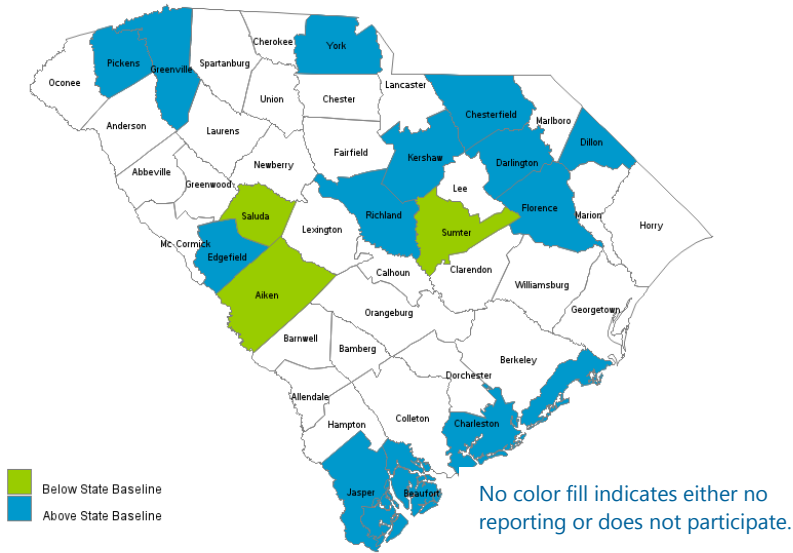 Cherokee
York
Spartanburg
Pickens
Greenville
Oconee
Lancaster
Union
Chester
Chesterfield
Marlboro
Anderson
Laurens
Dillon
Fairfield
Kershaw
Darlington
Newberry
Abbeville
Greenwood
Lee
Saluda
Richland
Florence
Marion
Lexington
Sumter
Horry
Mc Cormick
Edgefield
Calhoun
Clarendon
Williamsburg
Aiken
Orangeburg
Georgetown
Barnwell
Bamberg
Berkeley
Dorchester
Allendale
Colleton
Hampton
Charleston
Jasper
Beaufort
Below State Baseline
Above State Baseline
No color fill indicates either no
reporting or does not participate.